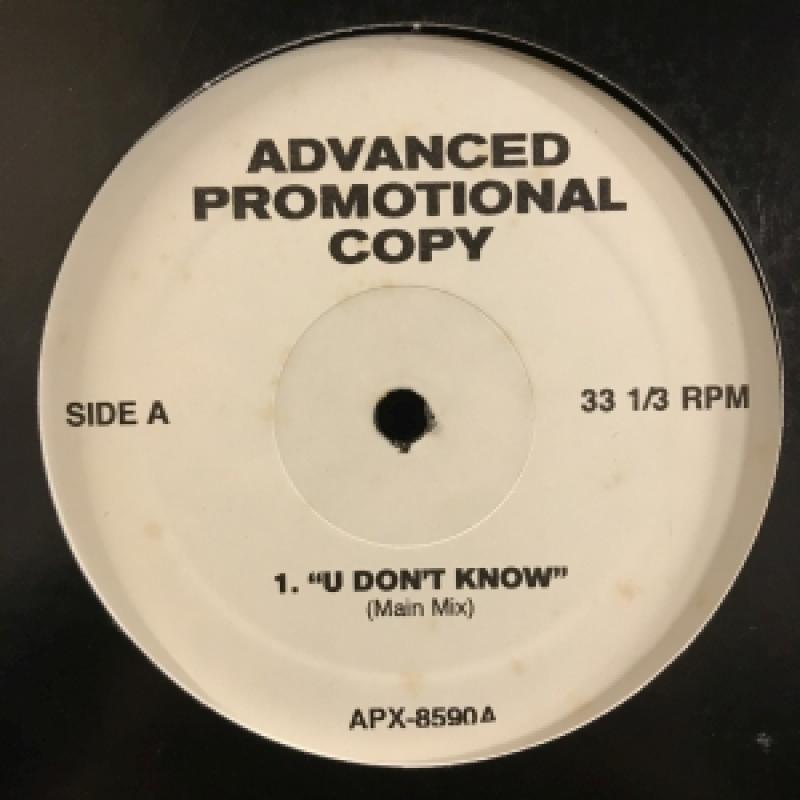 ADVANCED
PROMOTIONAL
COPY
SIDE A
33 1/3 RPM
1. “U DON'T KNOW”
(Main Mix)
APX-8590A